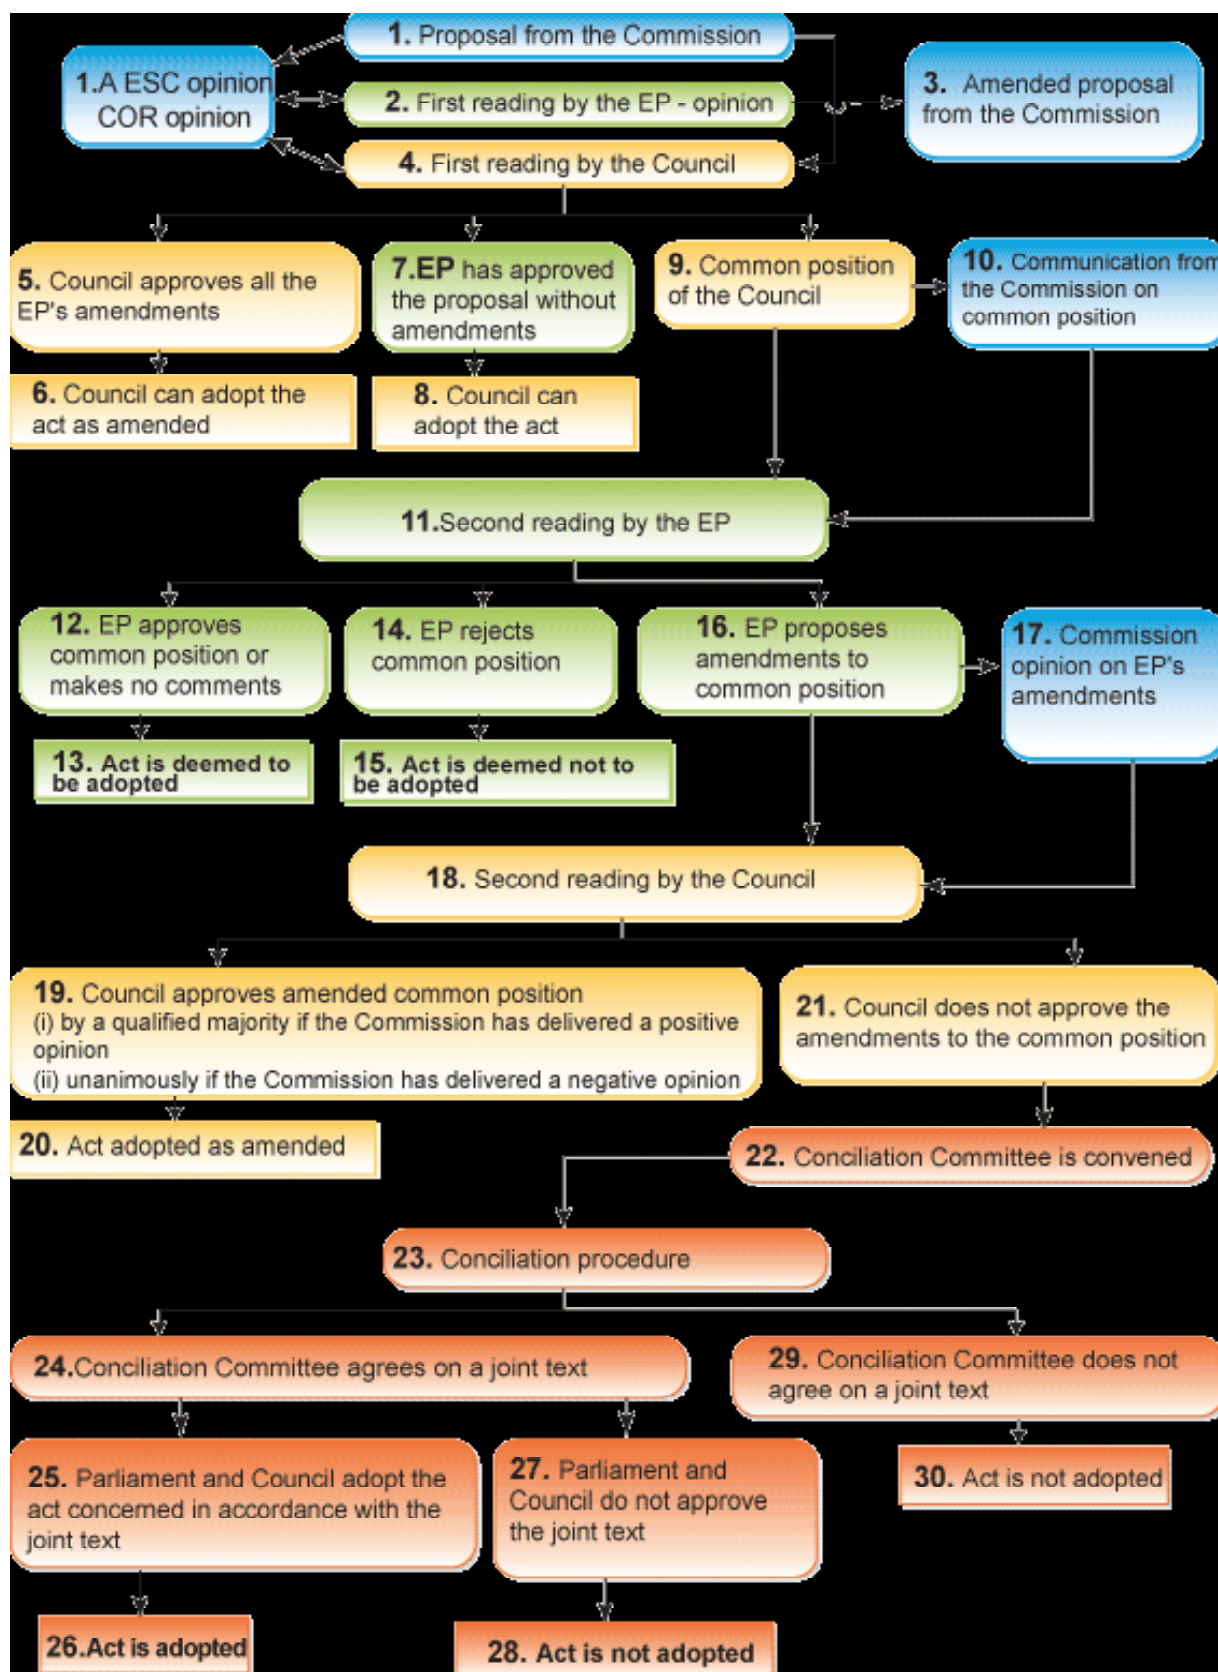 1. Proposal from the Commission
1.A ESC opinion
COR opinion
2. First reading by the EP - opinion
3. Amended proposal
from the Commission
4. First reading by the Council
5. Council approves all the
EP's amendments
7.EP has approved
the proposal without
amendments
9. Common position
of the Council
10. Communication from
the Commission on
common position
6. Council can adopt the
act as amended
8. Council can
adopt the act
11.Second reading by the EP
12. EP approves
common position or
makes no comments
14. EP rejects
common position
16. EP proposes
amendments to
common position
17. Commission
opinion on EP's
amendments
13. Act is deemed to
be adopted
15. Act is deemed not to
be adopted
18. Second reading by the Council
19. Council approves amended common position
(i) by a qualified majority if the Commission has delivered a positive
opinion
(ii) unanimously if the Commission has delivered a negative opinion
21. Council does not approve the
amendments to the common position
20. Act adopted as amended
22. Conciliation Committee is convened
23. Conciliation procedure
24.Conciliation Committee agrees on a joint text
29. Conciliation Committee does not
agree on a joint text
25. Parliament and Council adopt the
act concerned in accordance with the
joint text
27. Parliament and
Council do not approve
the joint text
30. Act is not adopted
26.Act is adopted
28. Act is not adopted